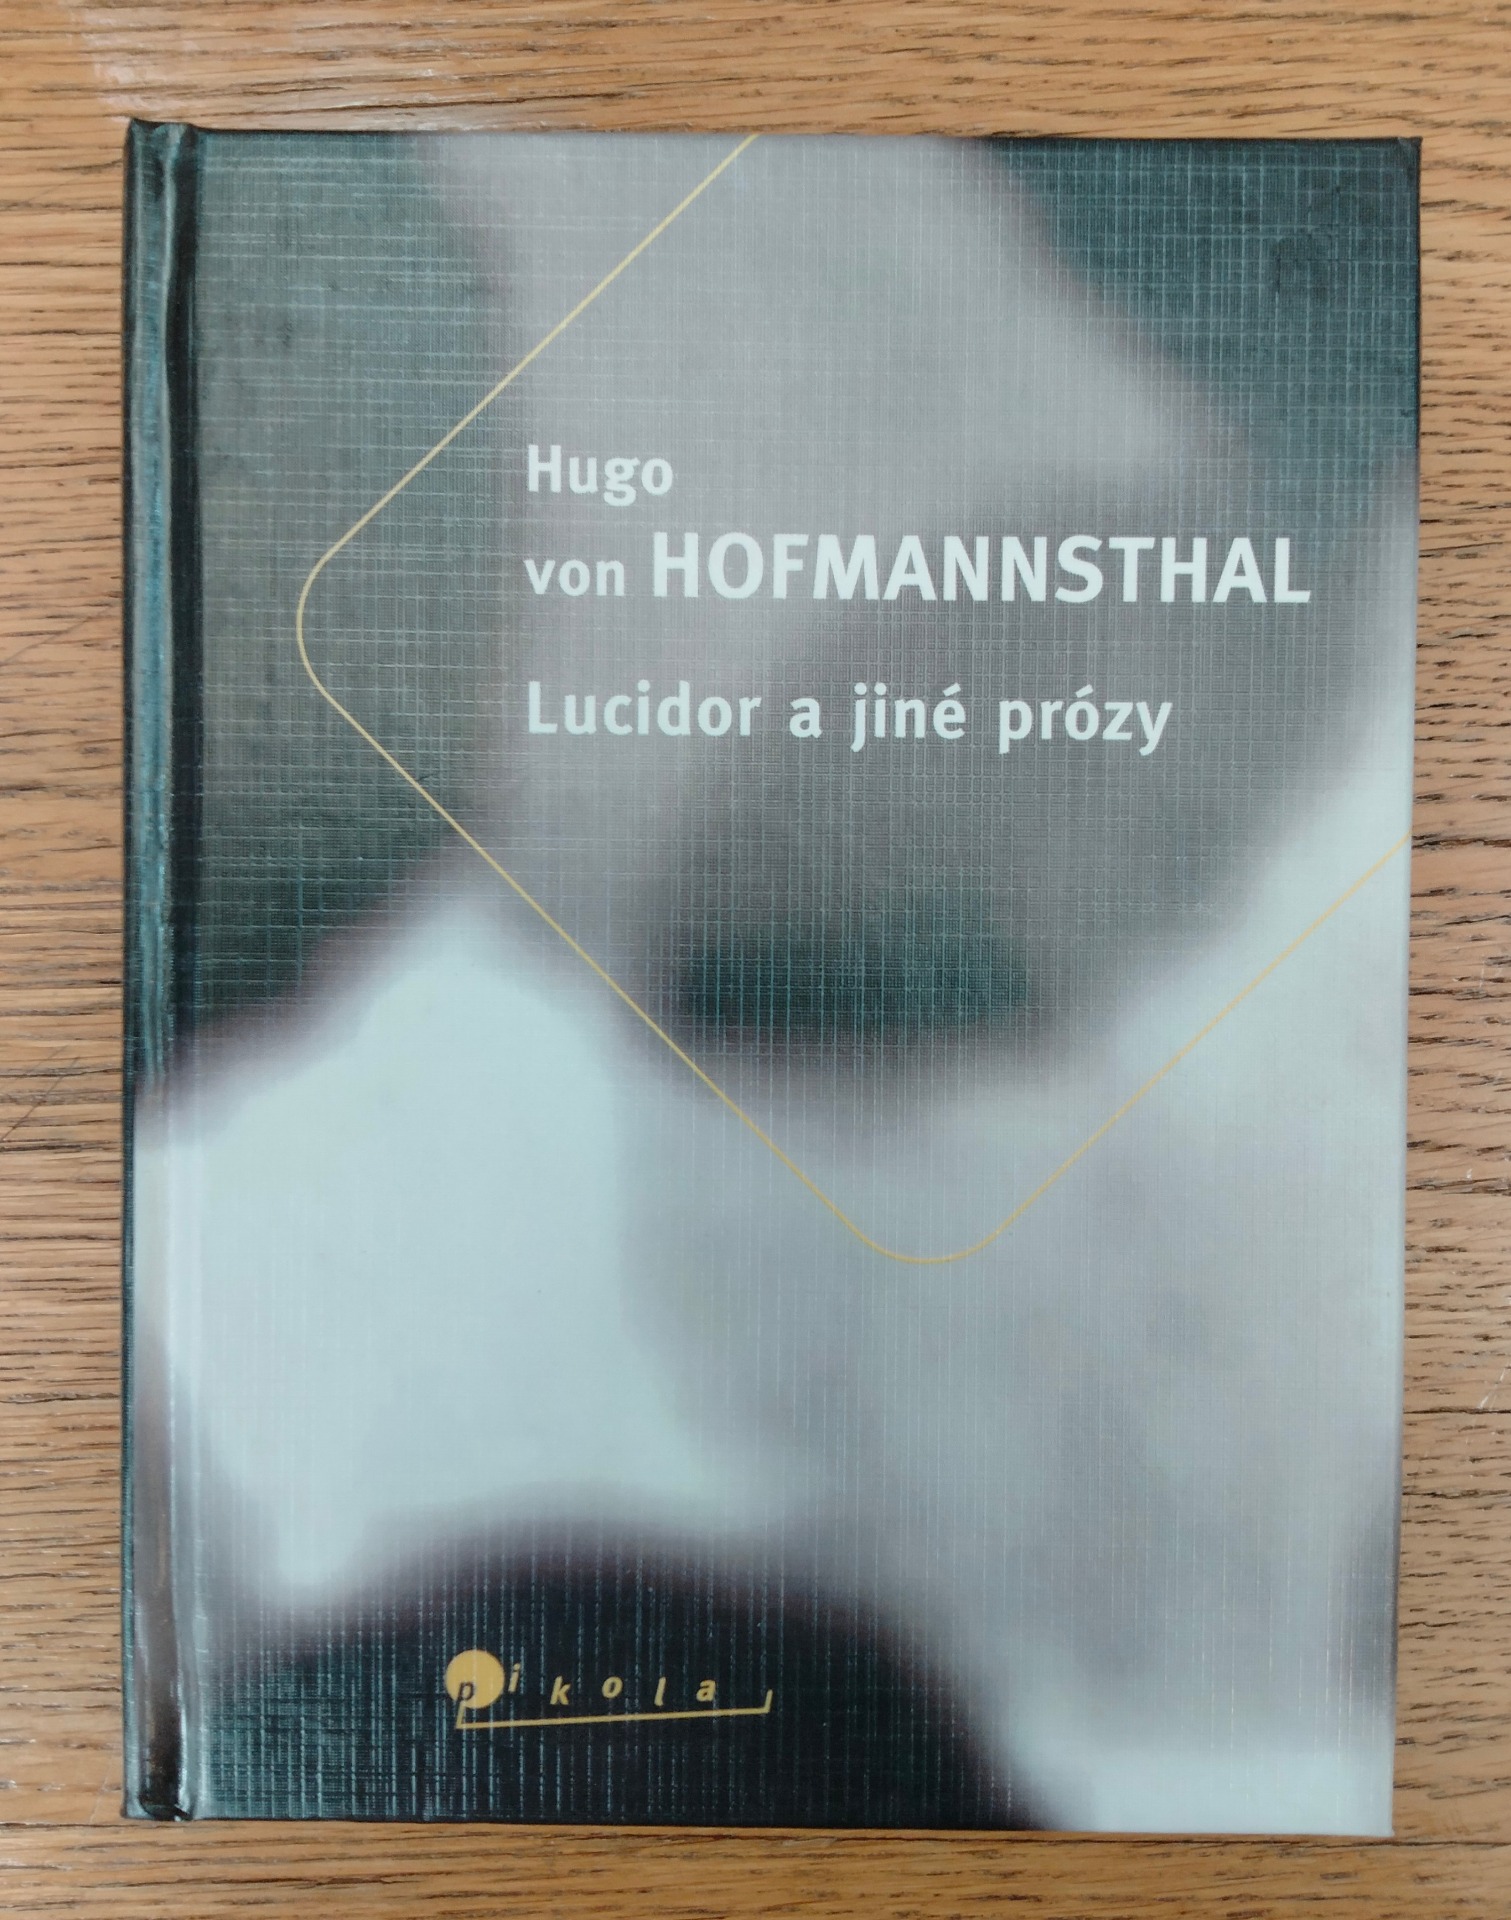 Hugo
von HOFMANNSTHAL
Lucidor a jiné prózy
pikola